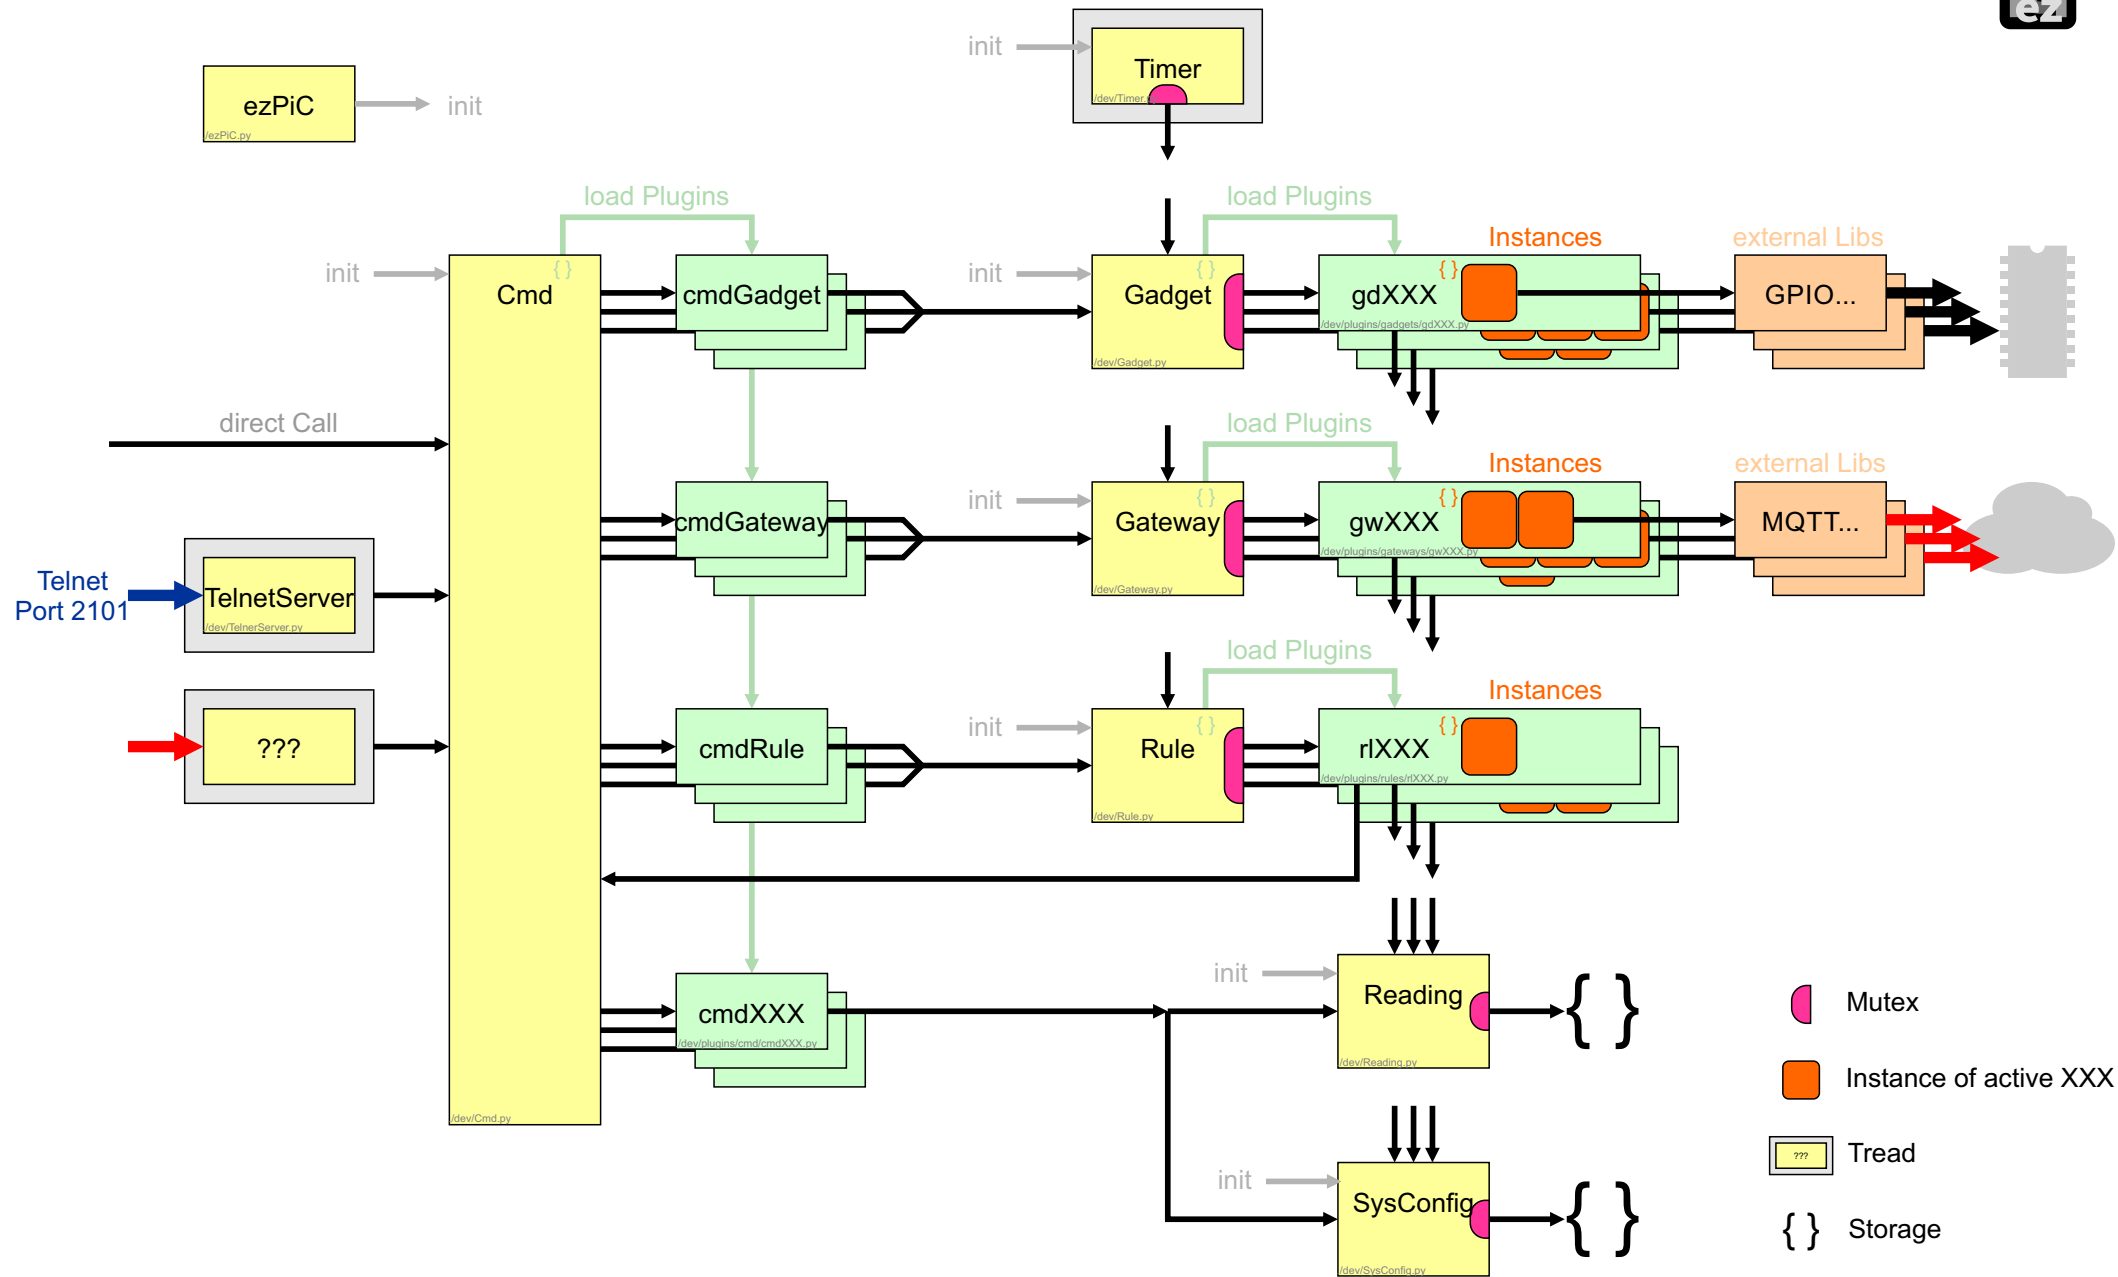 ez
init
Timer
/dev/Timer.
ezPiC
/ezPiC.py
init
load Plugins
load Plugins
Instances
external Libs
init
{ }
Cmd
cmdGadget
init
{ }
Gadget
/dev/Gadget.py
{ }
gdXXX
/dev/plugins/gadgets/gdXXX.py
GPIO...
direct Call
load Plugins
Instances
external Libs
cmdGateway
init
{ }
Gateway
/dev/Gateway.py
{ }
gwXXX
/dev/plugins/gateways/gwXXX.py
MQTT...
Telnet
Port 2101
TelnetServer
/dev/TelnerServer.py
load Plugins
Instances
???
cmdRule
init
{ }
Rule
/dev/Rule.py
{ }
rlXXX
/dev/plugins/rules/rlXXX.py
init
Reading
/dev/Reading.py
{ }
cmdXXX
/dev/plugins/cmd/cmdXXX.py
/dev/Cmd.py
init
SysConfig
/dev/SysConfig.py
{ }
Mutex
Instance of active XXX
???
Tread
{ }
Storage